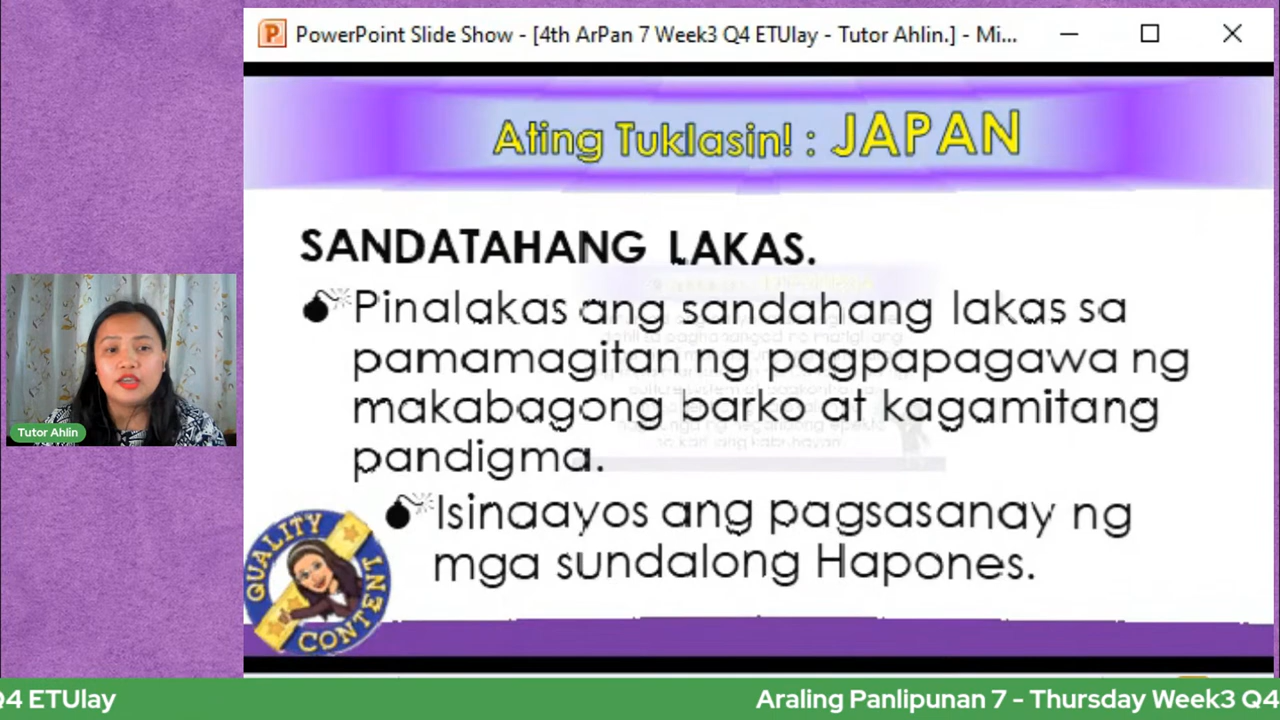 PowerPoint Slide Show - [4th ArPan 7 Week3 Q4 ETUlay - Tutor Ahlin.] - Mi...
Ating Tuklasin! : JAPAN
SANDATAHANG LAKAS.
Pinalakas ang sandahang lakas sa
pamamagitan ng pagpapagawa ng
makabagong barko at kagamitang
pandigma.
Isinaayos ang pagsasanay ng
mga sundalong Hapones.
QUALITY
CONTENT
Tutor Ahlin
Q4 ETUlay
Araling Panlipunan 7 - Thursday Week3 Q4